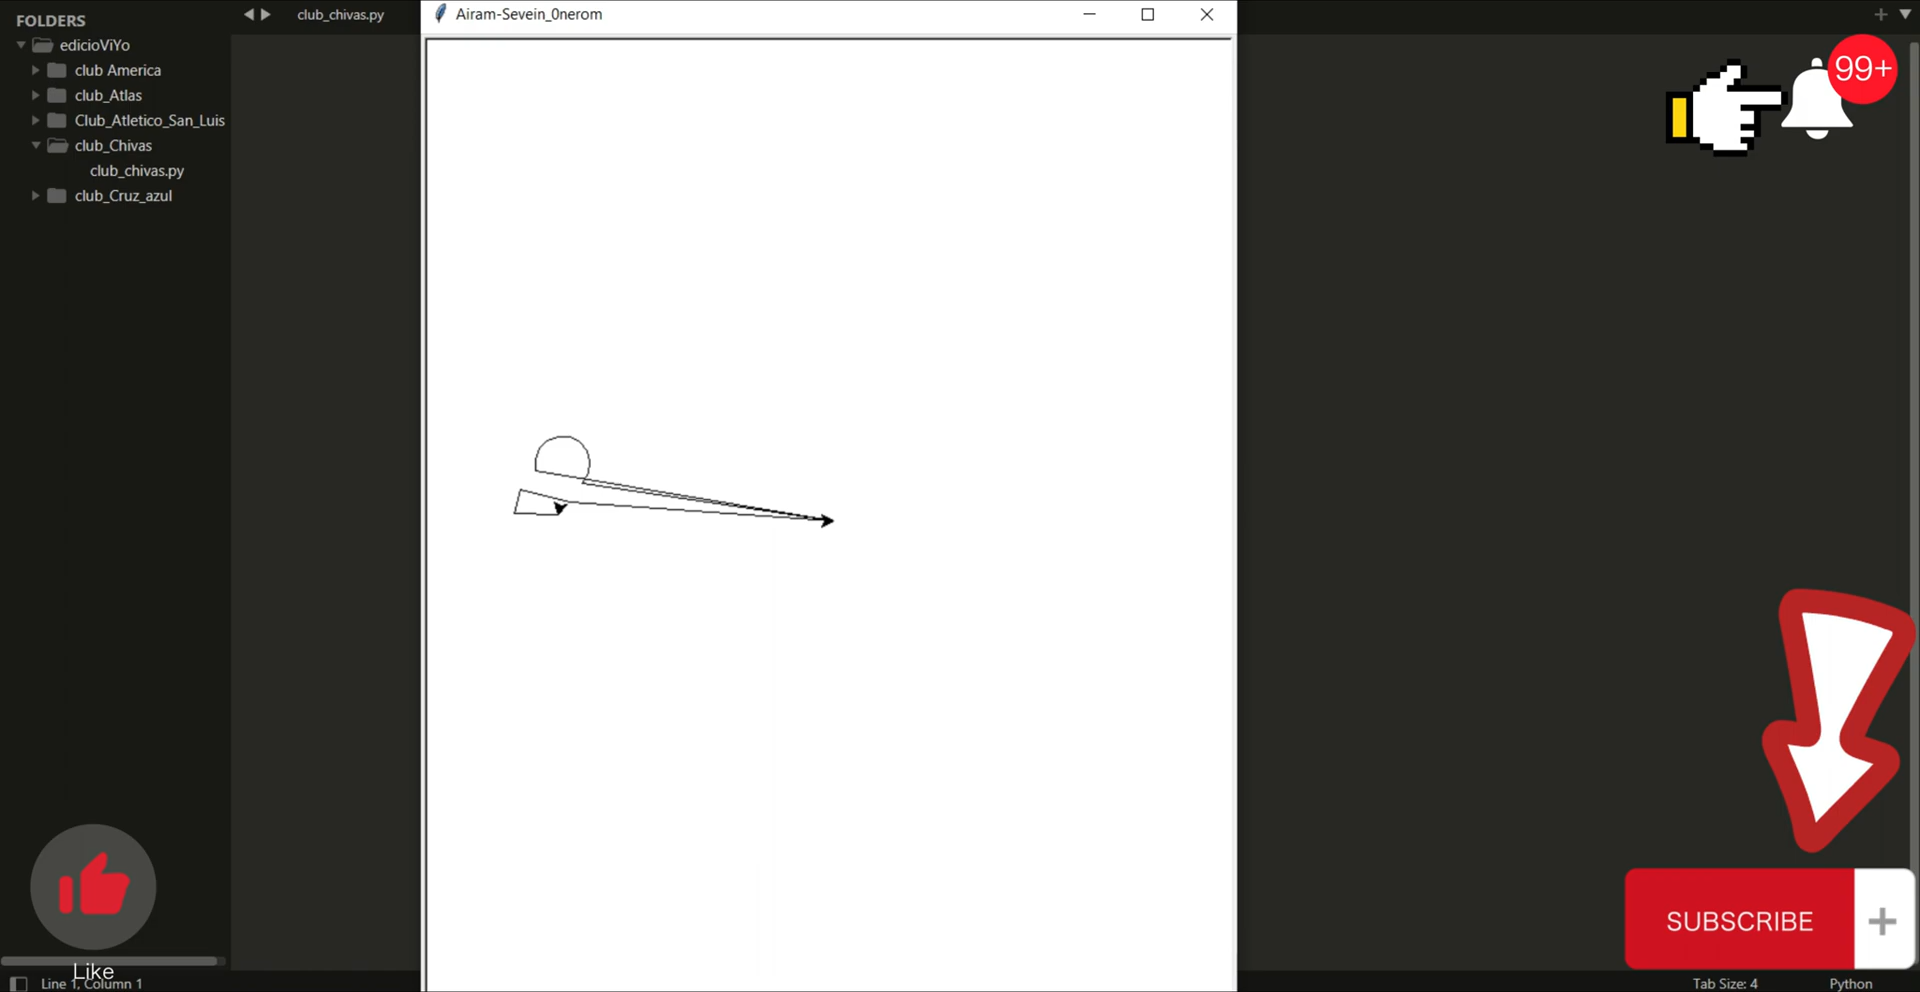 FOLDERS
edicioViYo
club America
club_Atlas
Club_Atletico_San_Luis
club_Chivas
club_chivas.py
club_Cruz_azul
club_chivas.py
Airam-Sevein_0nerom
99+
SUBSCRIBE
Like
Line 1, Column 1
Tab Size: 4
Python